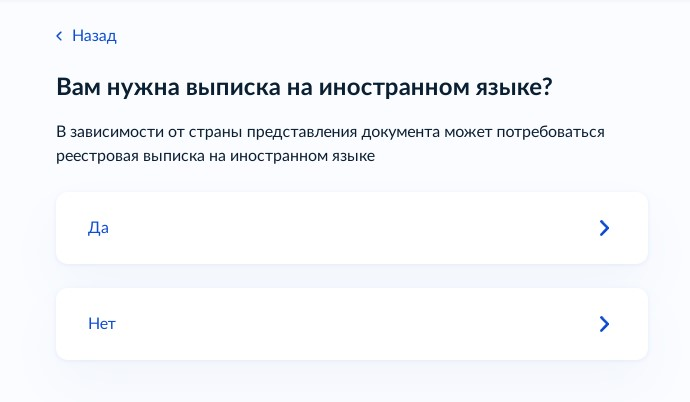 Назад
Вам нужна выписка на иностранном языке?
В зависимости от страны представления документа может потребоваться
реестровая выписка на иностранном языке
Да
Нет